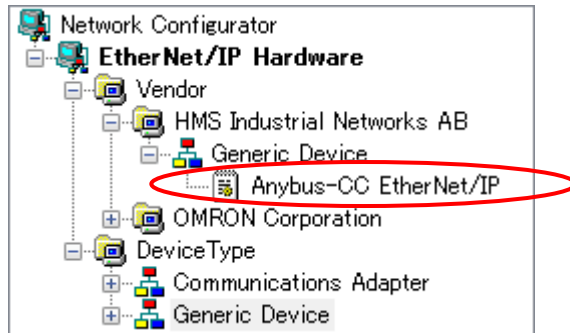 Network Configurator
EtherNet/IP Hardware
Vendor
HMS Industrial Networks AB
Generic Device
Anybus-CC EtherNet/IP
OMRON Corporation
DeviceType
Communications Adapter
Generic Device